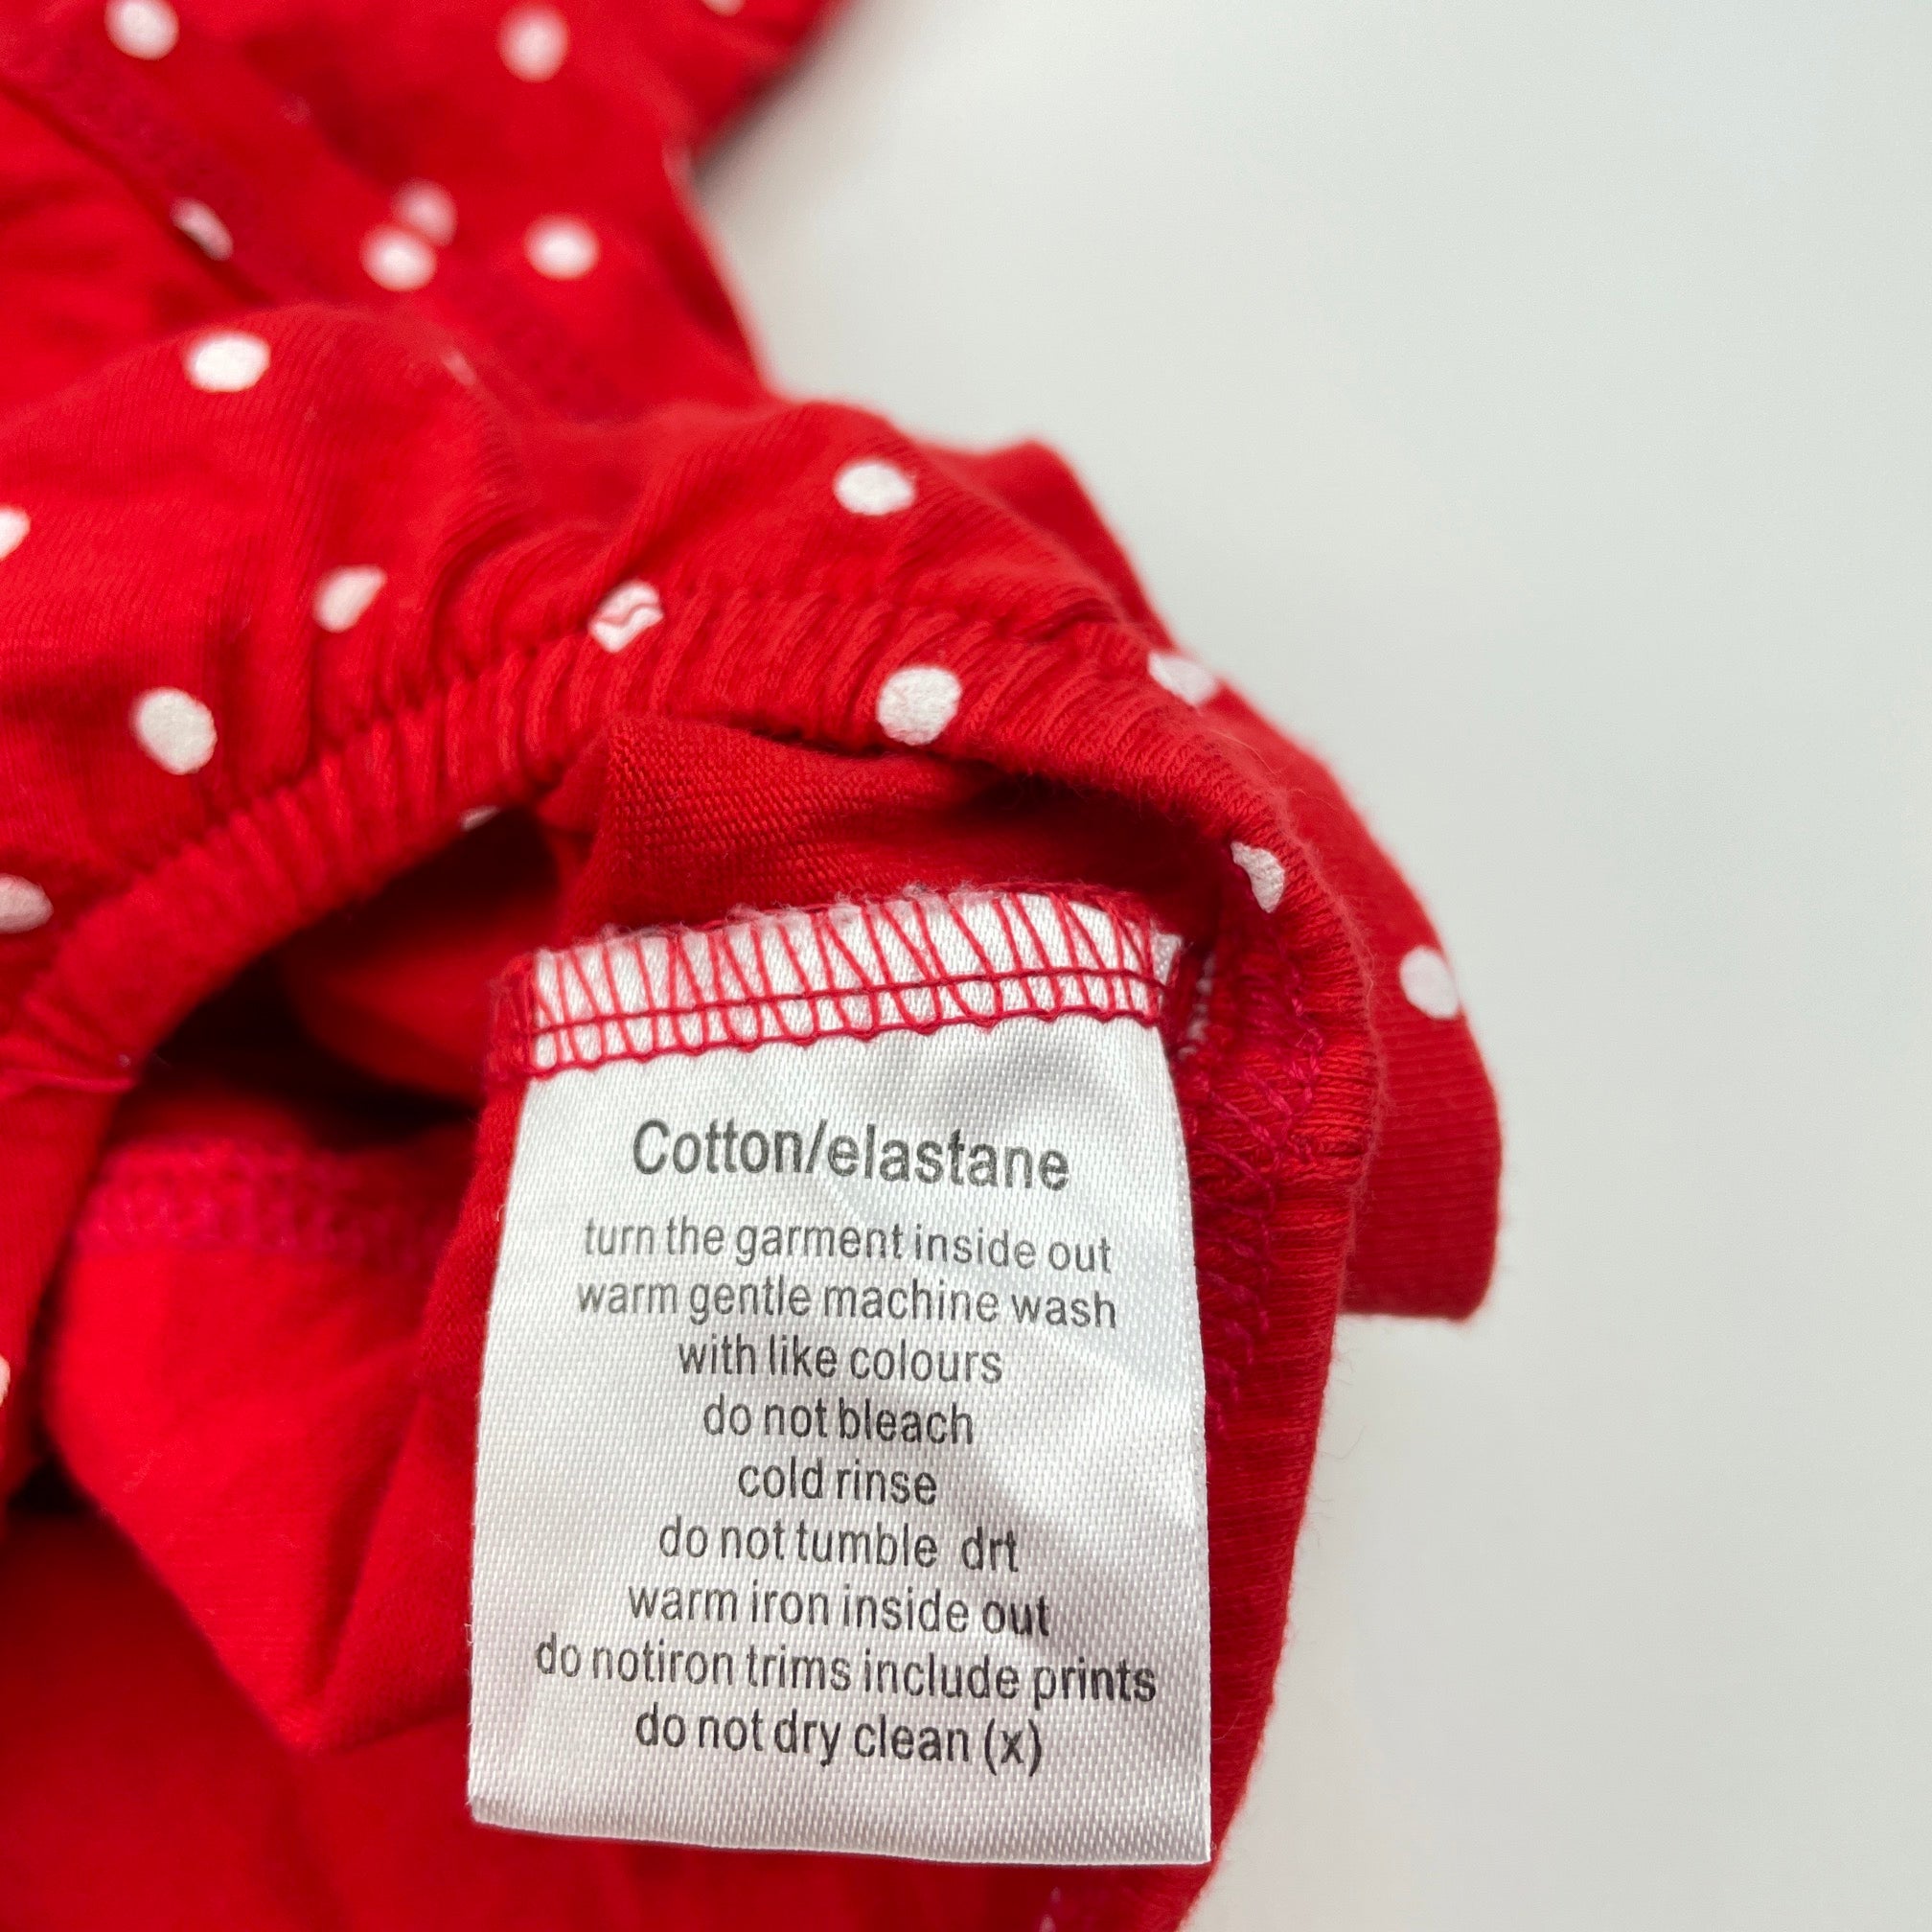 Cotton/elastane
turn the garment inside out
warm gentle machine wash
with like colours
do not bleach
cold rinse
do not tumble drt
warm iron inside out
do notiron trims include prints
do not dry clean (x)